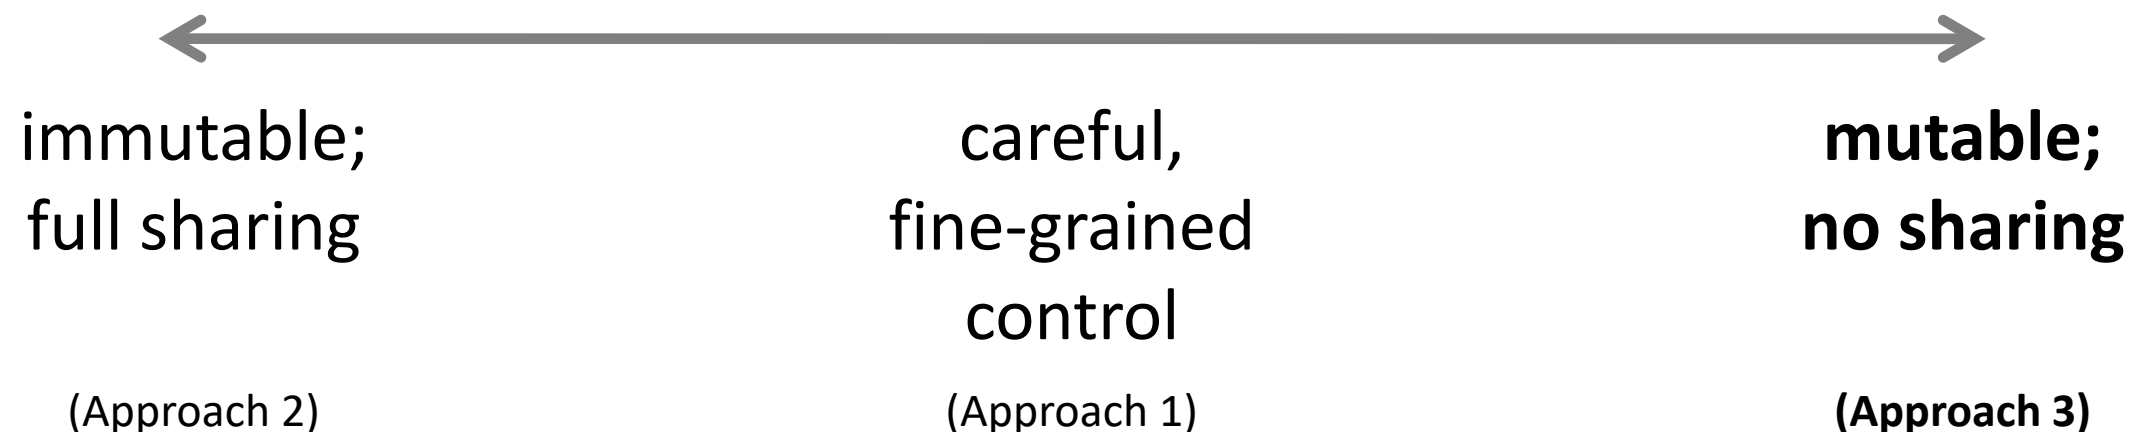 immutable;
full sharing
(Approach 2)
careful,
fine-grained
control
(Approach 1)
mutable;
no sharing
(Approach 3)